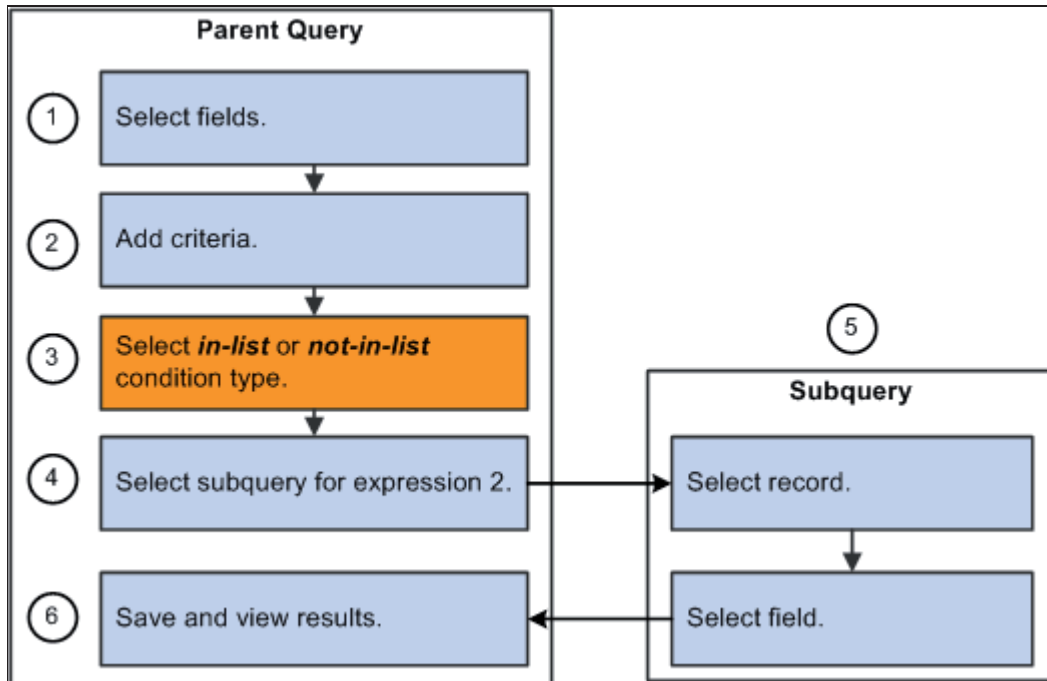 Parent Query
1
Select fields.
2
Add criteria.
3
Select in-list or not-in-list
condition type.
4
Select subquery for expression 2.
5
Subquery
Select record.
Select field.
6
Save and view results.